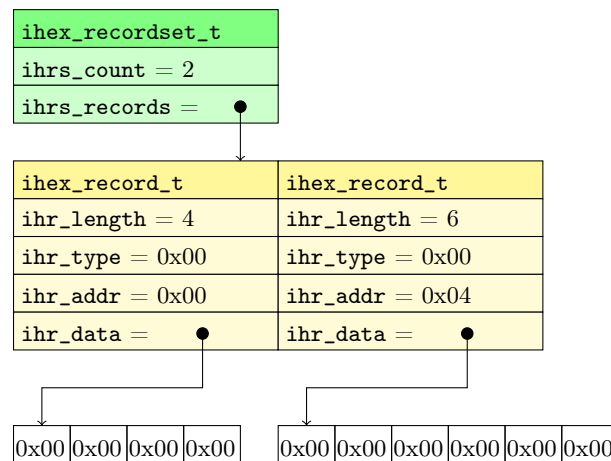 ihex_recordset_t
ihrs_count = 2
ihrs_records =
ihex_record_t ihex_record_t
ihr_length = 4 ihr_length = 6
ihr_type = 0x00 ihr_type = 0x00
ihr_addr = 0x00 ihr_addr = 0x04
ihr_data = ihr_data =
0x00 0x00 0x00 0x00 0x00 0x00 0x00 0x00 0x00 0x00